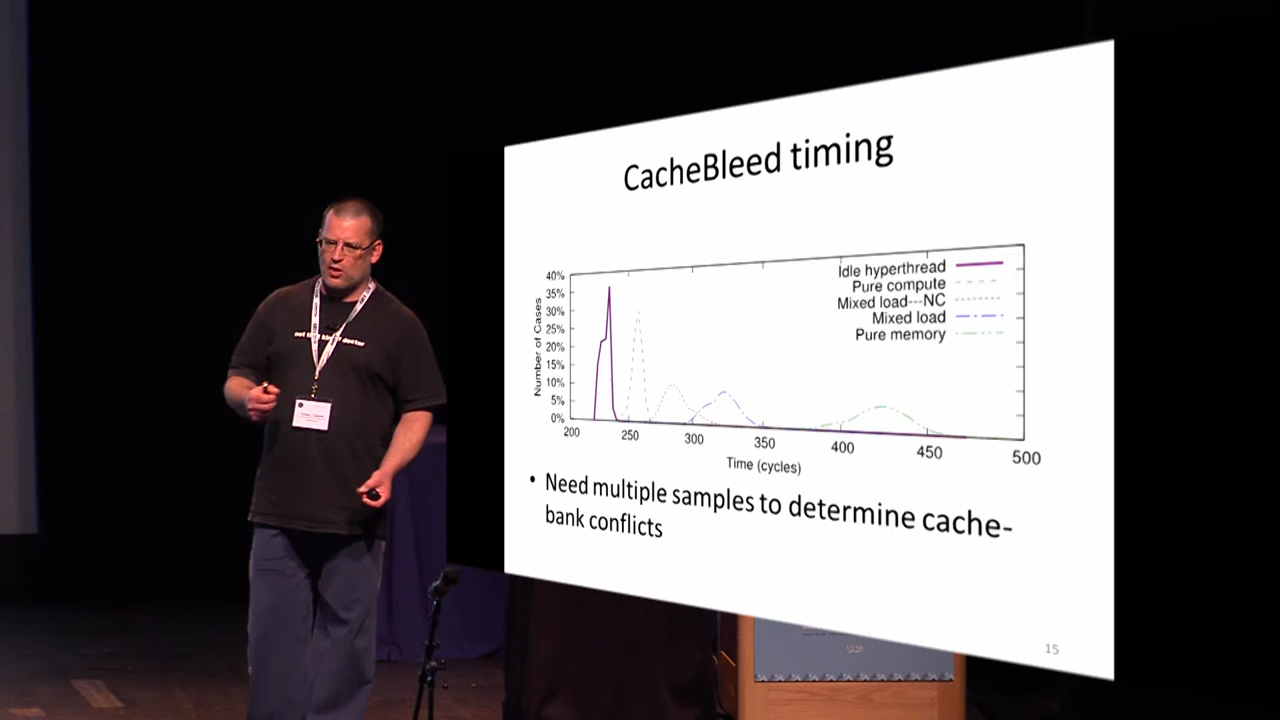 CacheBleed timing
Idle hyperthread
Pure compute
Mixed load---NC
Mixed load
Pure memory
Number of Cases
40%
35%
30%
25%
20%
15%
10%
5%
0%
200 250 300 350 400 450 500
Time (cycles)
• Need multiple samples to determine cache-
bank conflicts
15
not doctor